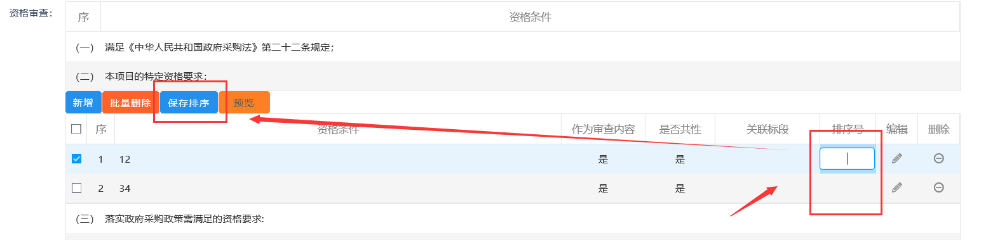 资格审查：
序 资格条件
（一） 满足《中华人民共和国政府采购法》第二十二条规定；
（二） 本项目的特定资格要求：
新增 批量删除 保存排序 预览
序 资格条件 作为审查内容 是否共性 关联标段 排序号 编辑 删除
1 12 是 是
2 34 是 是
（三） 落实政府采购政策需满足的资格要求: